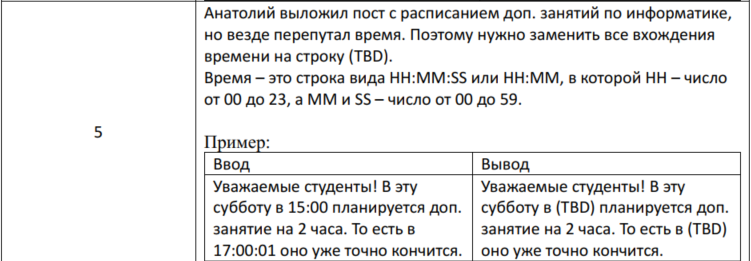 Анатолий выложил пост с расписанием доп. занятий по информатике,
но везде перепутал время. Поэтому нужно заменить все вхождения
времени на строку (TBD).
Время – это строка вида HH:MM:SS или HH:MM, в которой HH – число
от 00 до 23, а MM и SS – число от 00 до 59.
5
Пример:
Ввод
Вывод
Уважаемые студенты! В эту
субботу в 15:00 планируется доп.
занятие на 2 часа. То есть в
17:00:01 оно уже точно кончится.
Уважаемые студенты! В эту
субботу в (TBD) планируется доп.
занятие на 2 часа. То есть в (TBD)
оно уже точно кончится.